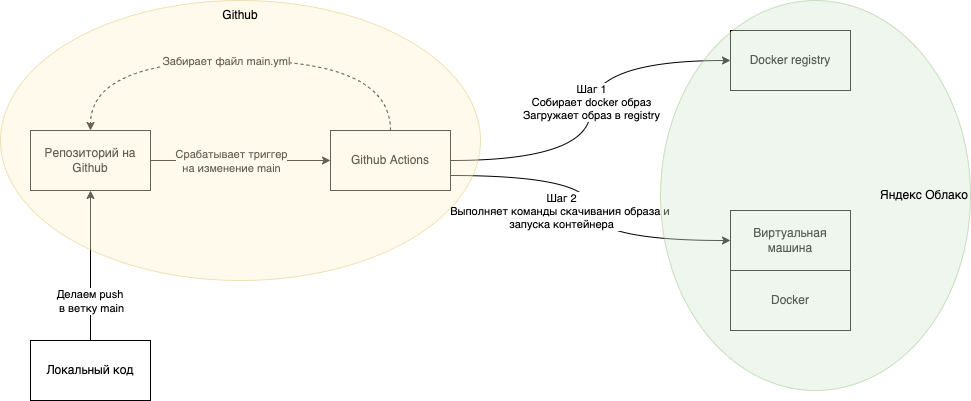 Github
Забирает файл main.yml
Docker registry
Шаг 1
Собирает docker образ
Загружает образ в registry
Репозиторий на
Github
Срабатывает триггер
на изменение main
Github Actions
Шаг 2
Выполняет команды скачивания образа и
запуска контейнера
Яндекс Облако
Виртуальная
машина
Docker
Делаем push
в ветку main
Локальный код